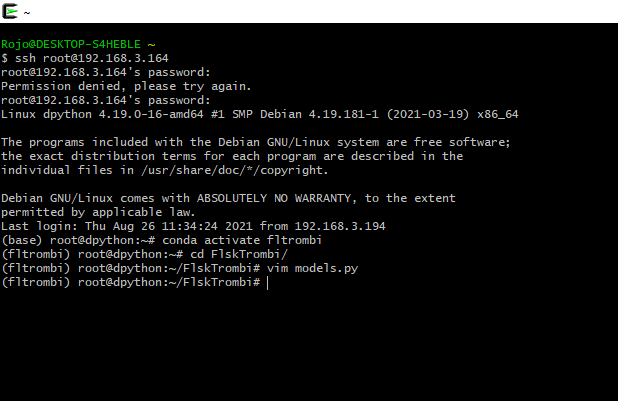 ~
Rojo@DESKTOP-S4HEBLE ~
$ ssh root@192.168.3.164
root@192.168.3.164's password:
Permission denied, please try again.
root@192.168.3.164's password:
Linux dpython 4.19.0-16-amd64 #1 SMP Debian 4.19.181-1 (2021-03-19) x86_64

The programs included with the Debian GNU/Linux system are free software;
the exact distribution terms for each program are described in the
individual files in /usr/share/doc/*/copyright.

Debian GNU/Linux comes with ABSOLUTELY NO WARRANTY, to the extent
permitted by applicable law.
Last login: Thu Aug 26 11:34:24 2021 from 192.168.3.194
(base) root@dpython:~# conda activate fltrombi
(fltrombi) root@dpython:~# cd FlskTrombi/
(fltrombi) root@dpython:~/FlskTrombi# vim models.py
(fltrombi) root@dpython:~/FlskTrombi#